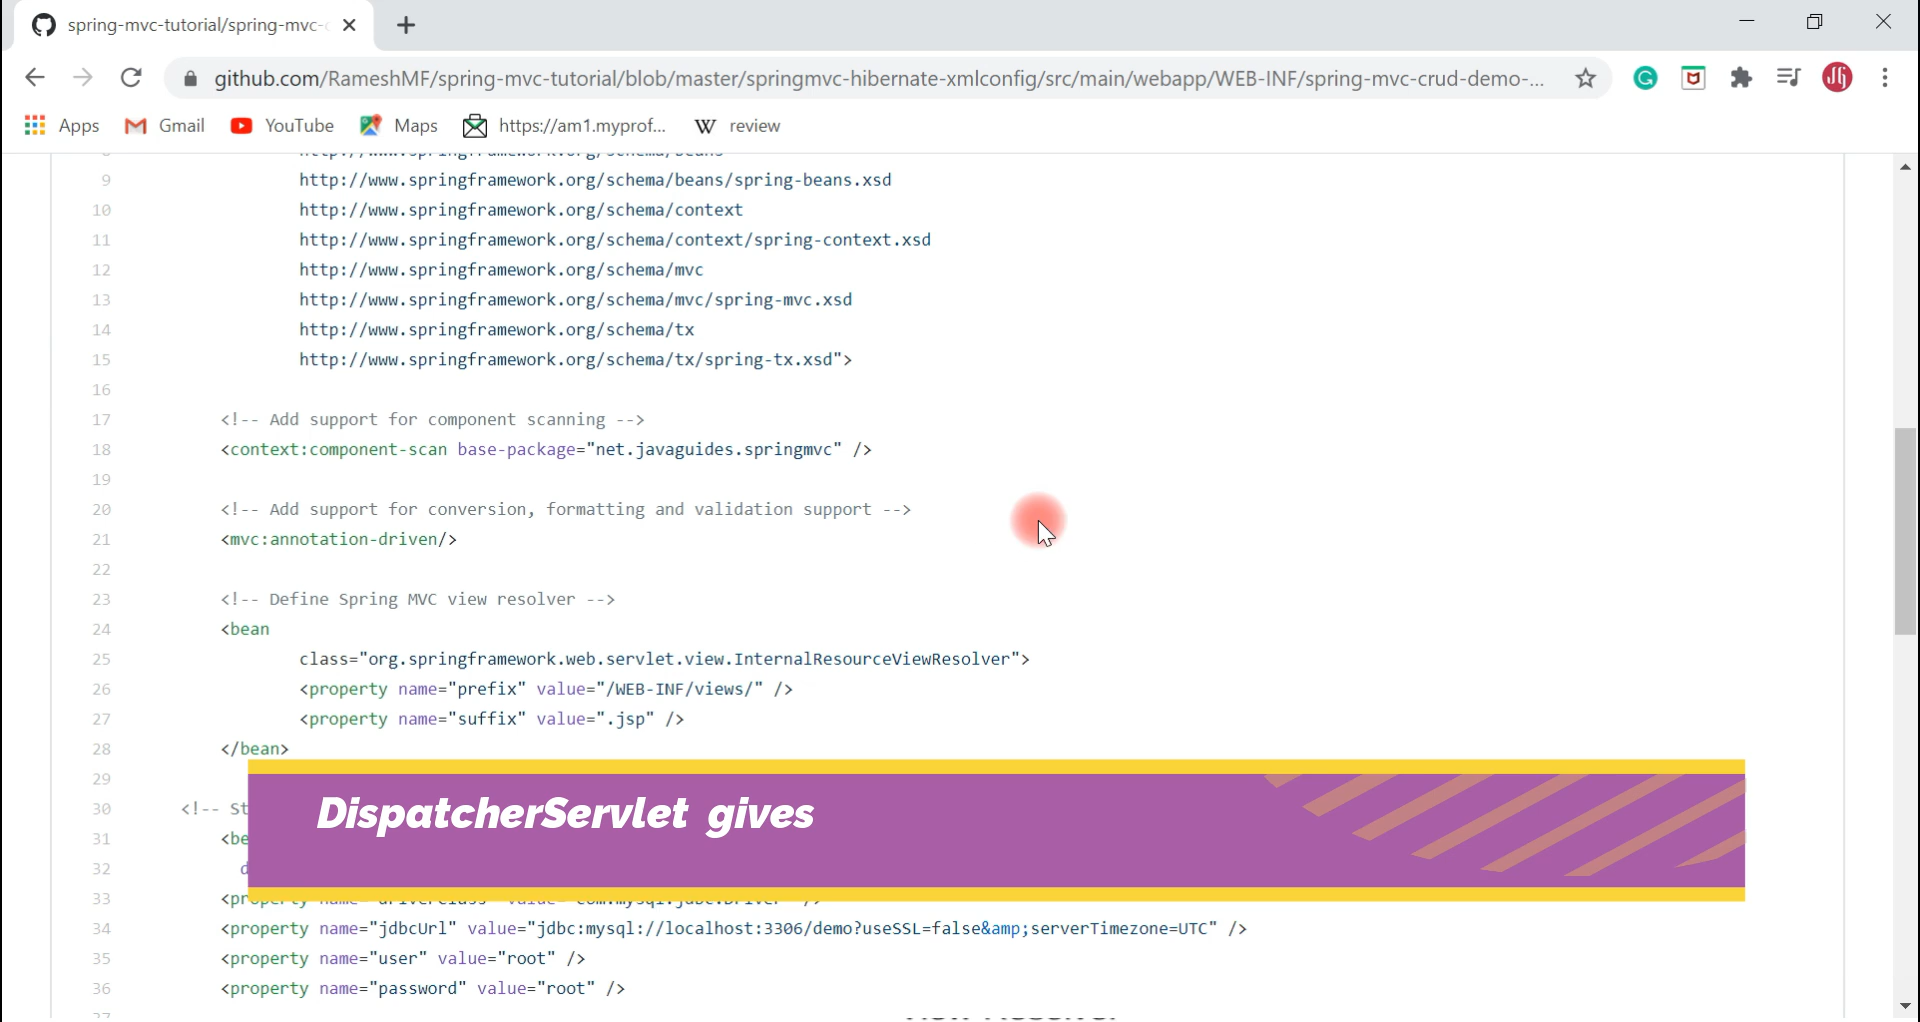 spring-mvc-tutorial/spring-mvc-
github.com/RameshMF/spring-mvc-tutorial/blob/master/springmvc-hibernate-xmlconfig/src/main/webapp/WEB-INF/spring-mvc-crud-demo-...
Apps Gmail YouTube Maps https://am1.myprof... W review
9 http://www.springframework.org/schema/beans/spring-beans.xsd
10 http://www.springframework.org/schema/context
11 http://www.springframework.org/schema/context/spring-context.xsd
12 http://www.springframework.org/schema/mvc
13 http://www.springframework.org/schema/mvc/spring-mvc.xsd
14 http://www.springframework.org/schema/tx
15 http://www.springframework.org/schema/tx/spring-tx.xsd">
16
17 <!-- Add support for component scanning -->
18 <context:component-scan base-package="net.javaguides.springmvc" />
19
20 <!-- Add support for conversion, formatting and validation support -->
21 <mvc:annotation-driven/>
22
23 <!-- Define Spring MVC view resolver -->
24 <bean
25 class="org.springframework.web.servlet.view.InternalResourceViewResolver">
26 <property name="prefix" value="/WEB-INF/views/" />
27 <property name="suffix" value=".jsp" />
28 </bean>
29
30 <!-- St
31 <be
32 d
DispatcherServlet gives
33 <pr
34 <property name="jdbcUrl" value="jdbc:mysql://localhost:3306/demo?useSSL=false&amp;serverTimezone=UTC" />
35 <property name="user" value="root" />
36 <property name="password" value="root" />